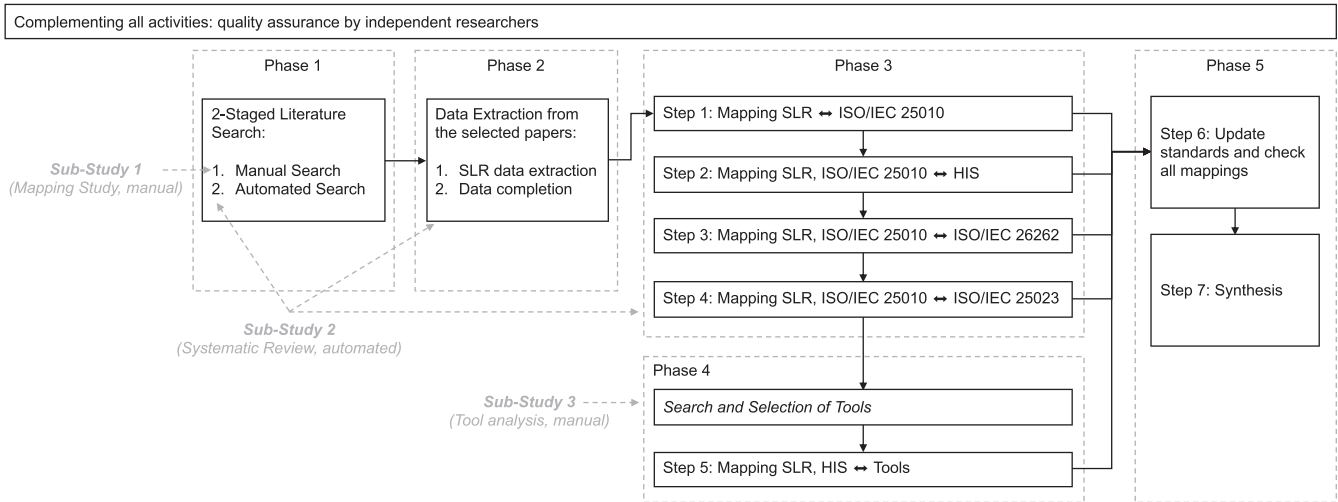 Complementing all activities: quality assurance by independent researchers
Phase 1
2-Staged Literature
Search:
1. Manual Search
2. Automated Search
Sub-Study 1
(Mapping Study, manual)
Phase 2
Data Extraction from
the selected papers:
1. SLR data extraction
2. Data completion
Sub-Study 2
(Systematic Review, automated)
Phase 3
Step 1: Mapping SLR ↔ ISO/IEC 25010
Step 2: Mapping SLR, ISO/IEC 25010 ↔ HIS
Step 3: Mapping SLR, ISO/IEC 25010 ↔ ISO/IEC 26262
Step 4: Mapping SLR, ISO/IEC 25010 ↔ ISO/IEC 25023
Phase 4
Sub-Study 3
(Tool analysis, manual)
Search and Selection of Tools
Step 5: Mapping SLR, HIS ↔ Tools
Phase 5
Step 6: Update
standards and check
all mappings
Step 7: Synthesis